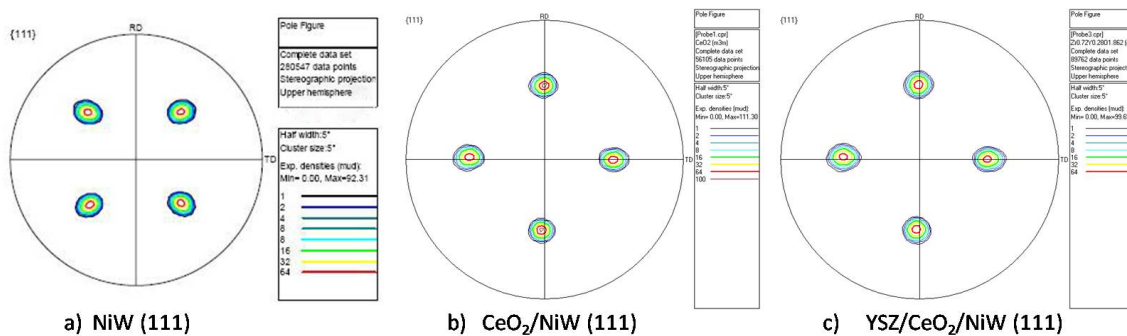 {111}
RD
TD
Pole Figure
Complete data set
280547 data points
Stereographic projection
Upper hemisphere
Half width:5°
Cluster size:5°
Exp. densities (mud):
Min= 0.00, Max=92.31
1
2
4
8
8
16
32
64
a) NiW (111)
{111}
RD
TD
Pole Figure
[Probe1.cpr]
CeO2 (m3m)
Complete data set
56105 data points
Stereographic projection
Upper hemisphere
Half width:5°
Cluster size:5°
Exp. densities (mud):
Min= 0.00, Max=111.30
1
2
4
8
16
32
64
100
b) CeO₂/NiW (111)
{111}
RD
TD
Pole Figure
[Probe3.cpr]
Complete data set
89762 data points
Stereographic projection
Upper hemisphere
Half width:5°
Cluster size:5°
Exp. densities (mud):
Min= 0.00,
1
2
4
8
16
32
64
c) YSZ/CeO₂/NiW (111)